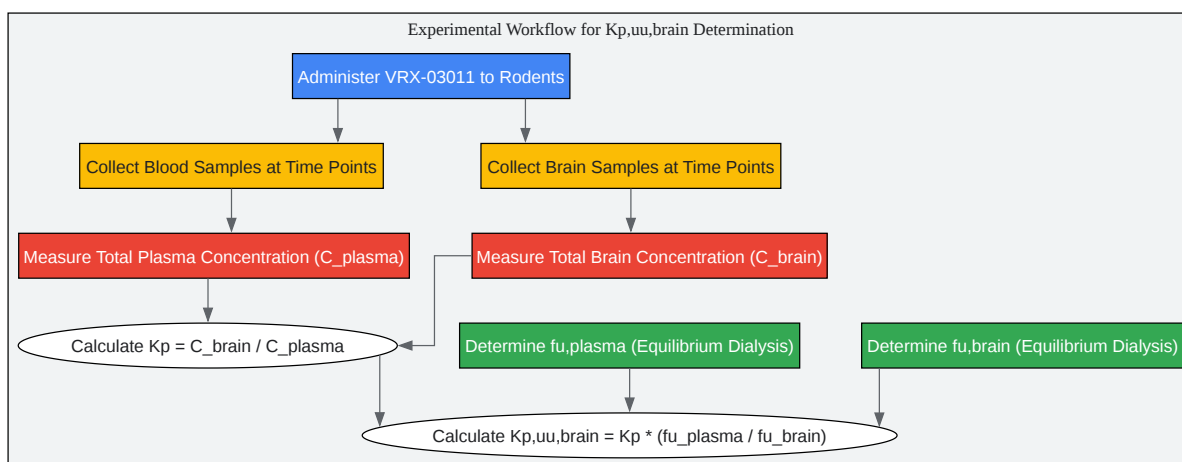 Experimental Workflow for Kp,uu,brain Determination
Administer VRX-03011 to Rodents
Collect Blood Samples at Time Points
Collect Brain Samples at Time Points
Measure Total Plasma Concentration (C_plasma)
Measure Total Brain Concentration (C_brain)
Calculate Kp = C_brain / C_plasma
Determine fu,plasma (Equilibrium Dialysis)
Determine fu,brain (Equilibrium Dialysis)
Calculate Kp,uu,brain = Kp * (fu_plasma / fu_brain)